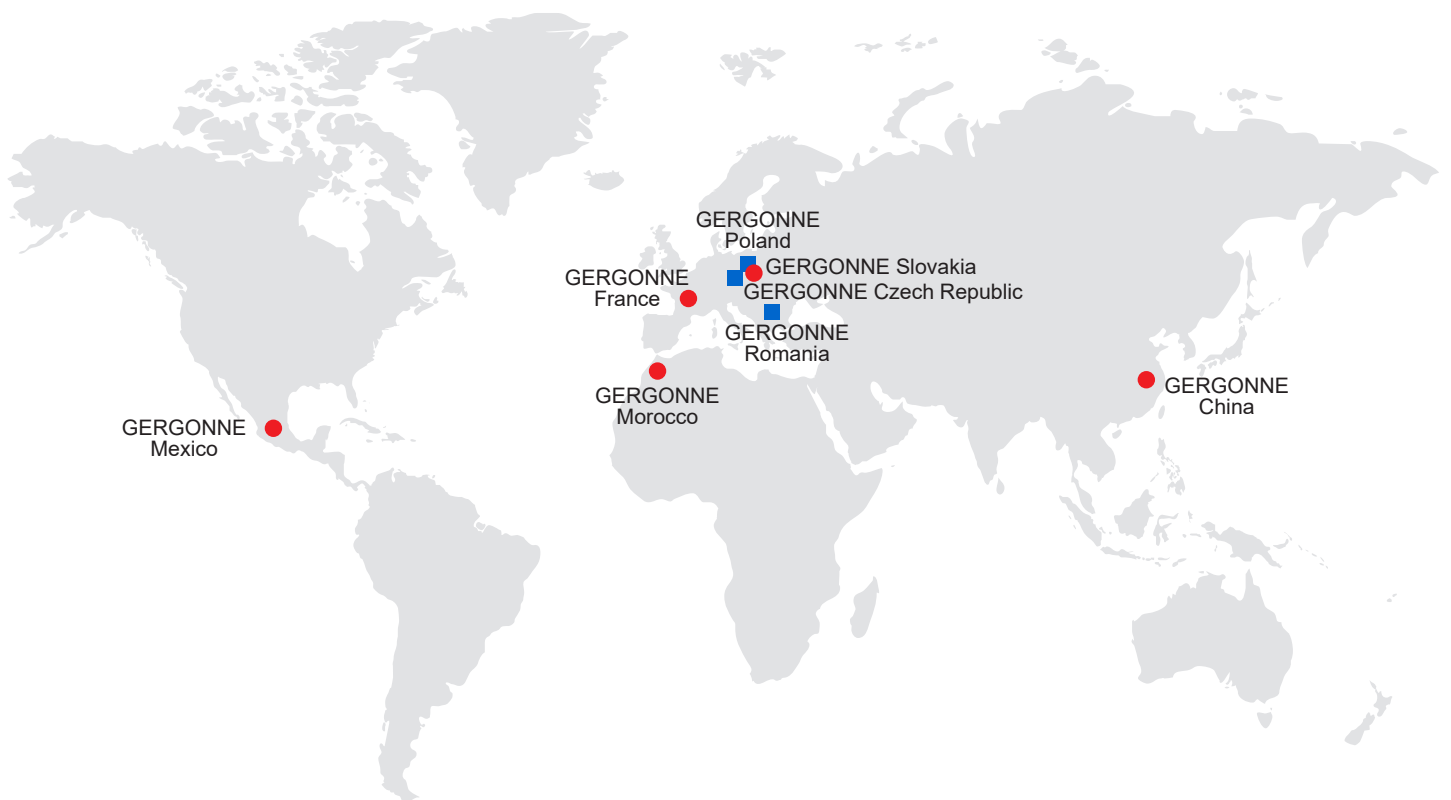 GERGONNE
Poland
GERGONNE Slovakia
GERGONNE
France
GERGONNE Czech Republic
GERGONNE
Romania
GERGONNE
Morocco
GERGONNE
China
GERGONNE
Mexico